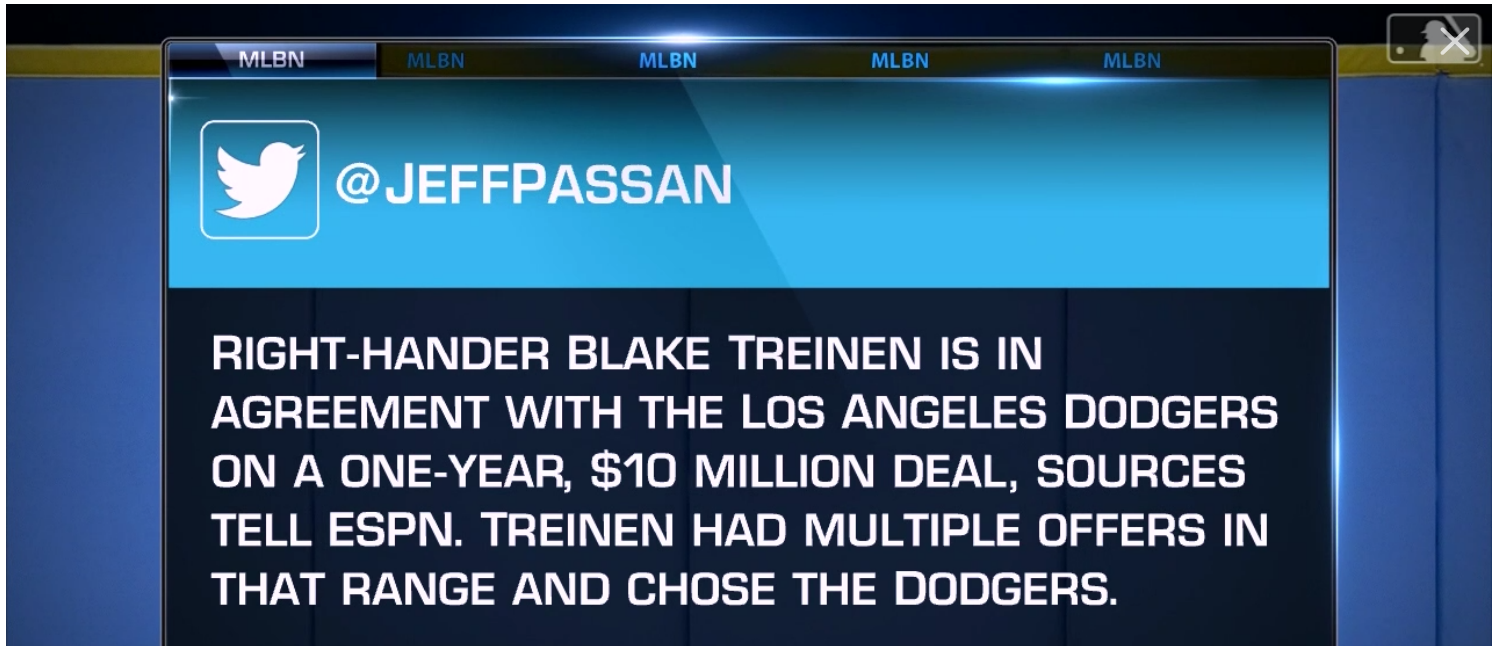 MLBN MLBN MLBN MLBN MLBN
@JEFFPASSAN
RIGHT-HANDER BLAKE TREINEN IS IN
AGREEMENT WITH THE LOS ANGELES DODGERS
ON A ONE-YEAR, $10 MILLION DEAL, SOURCES
TELL ESPN. TREINEN HAD MULTIPLE OFFERS IN
THAT RANGE AND CHOSE THE DODGERS.